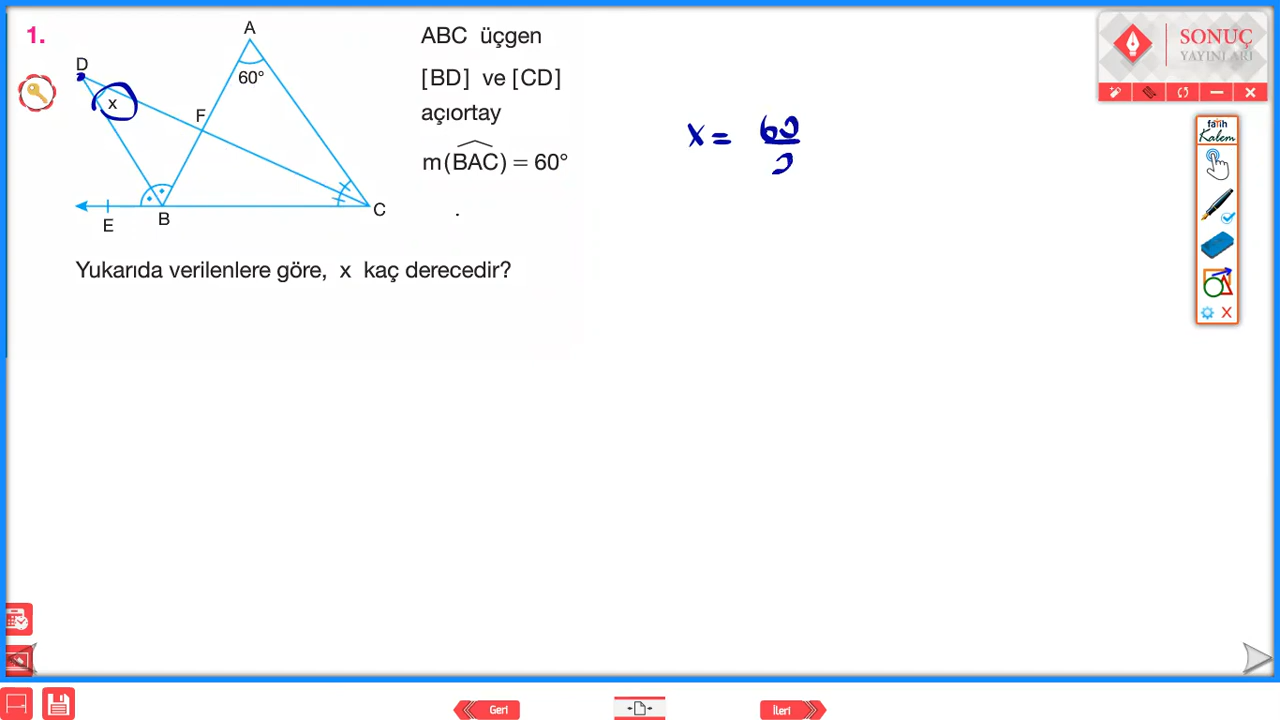 1.
A
60°
D
x
F
E
B
C
ABC üçgen
[BD] ve [CD]
açıortay
m(BAC) = 60°
.
Yukarıda verilenlere göre, x kaç derecedir?
x = 60
2
SONUÇ
YAYINLARI
fatih
Kalem
Geri
İleri